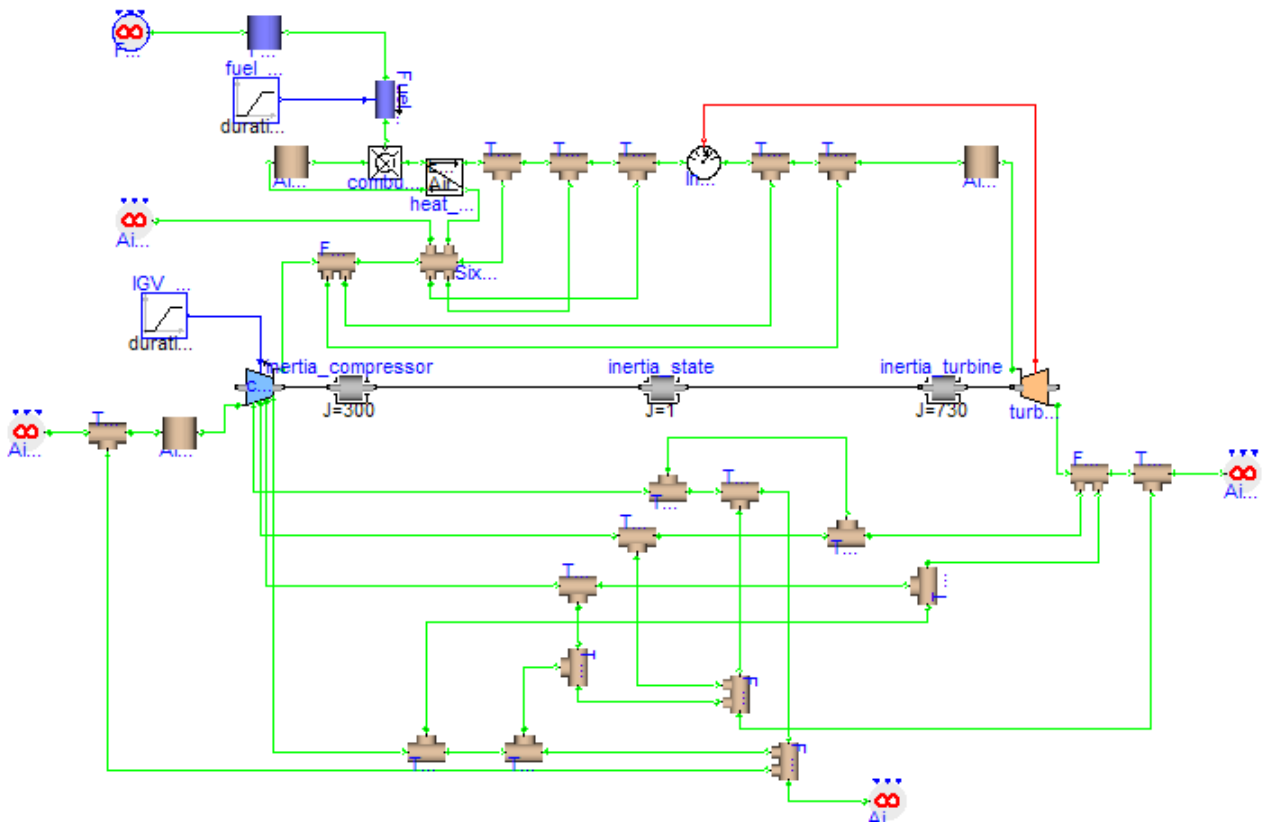 F...
T...
fuel_...
Fuel...
durati...
Ai...
combu...
Air
heat_...
T...
T...
T...
In...
T...
T...
Ai...
Ai...
F...
Six...
IGV_...
durati...
inertia_compressor
inertia_state
inertia_turbine
c...
J=300
J=1
J=730
turb...
T...
Ai...
Ai...
T...
T...
F...
T...
Ai...
T...
T...
T...
T...
T...
F...
T...
T...
F...
Ai...